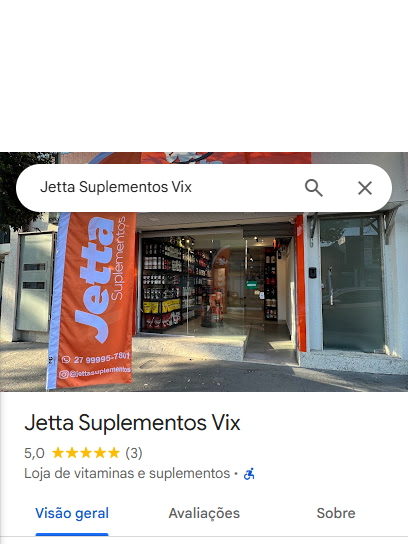 Jetta Suplementos Vix
Jetta
Suplementos
27 99995-7801
@jettasuplementos
Jetta Suplementos Vix
5,0 (3)
Loja de vitaminas e suplementos ·
Visão geral
Avaliações
Sobre